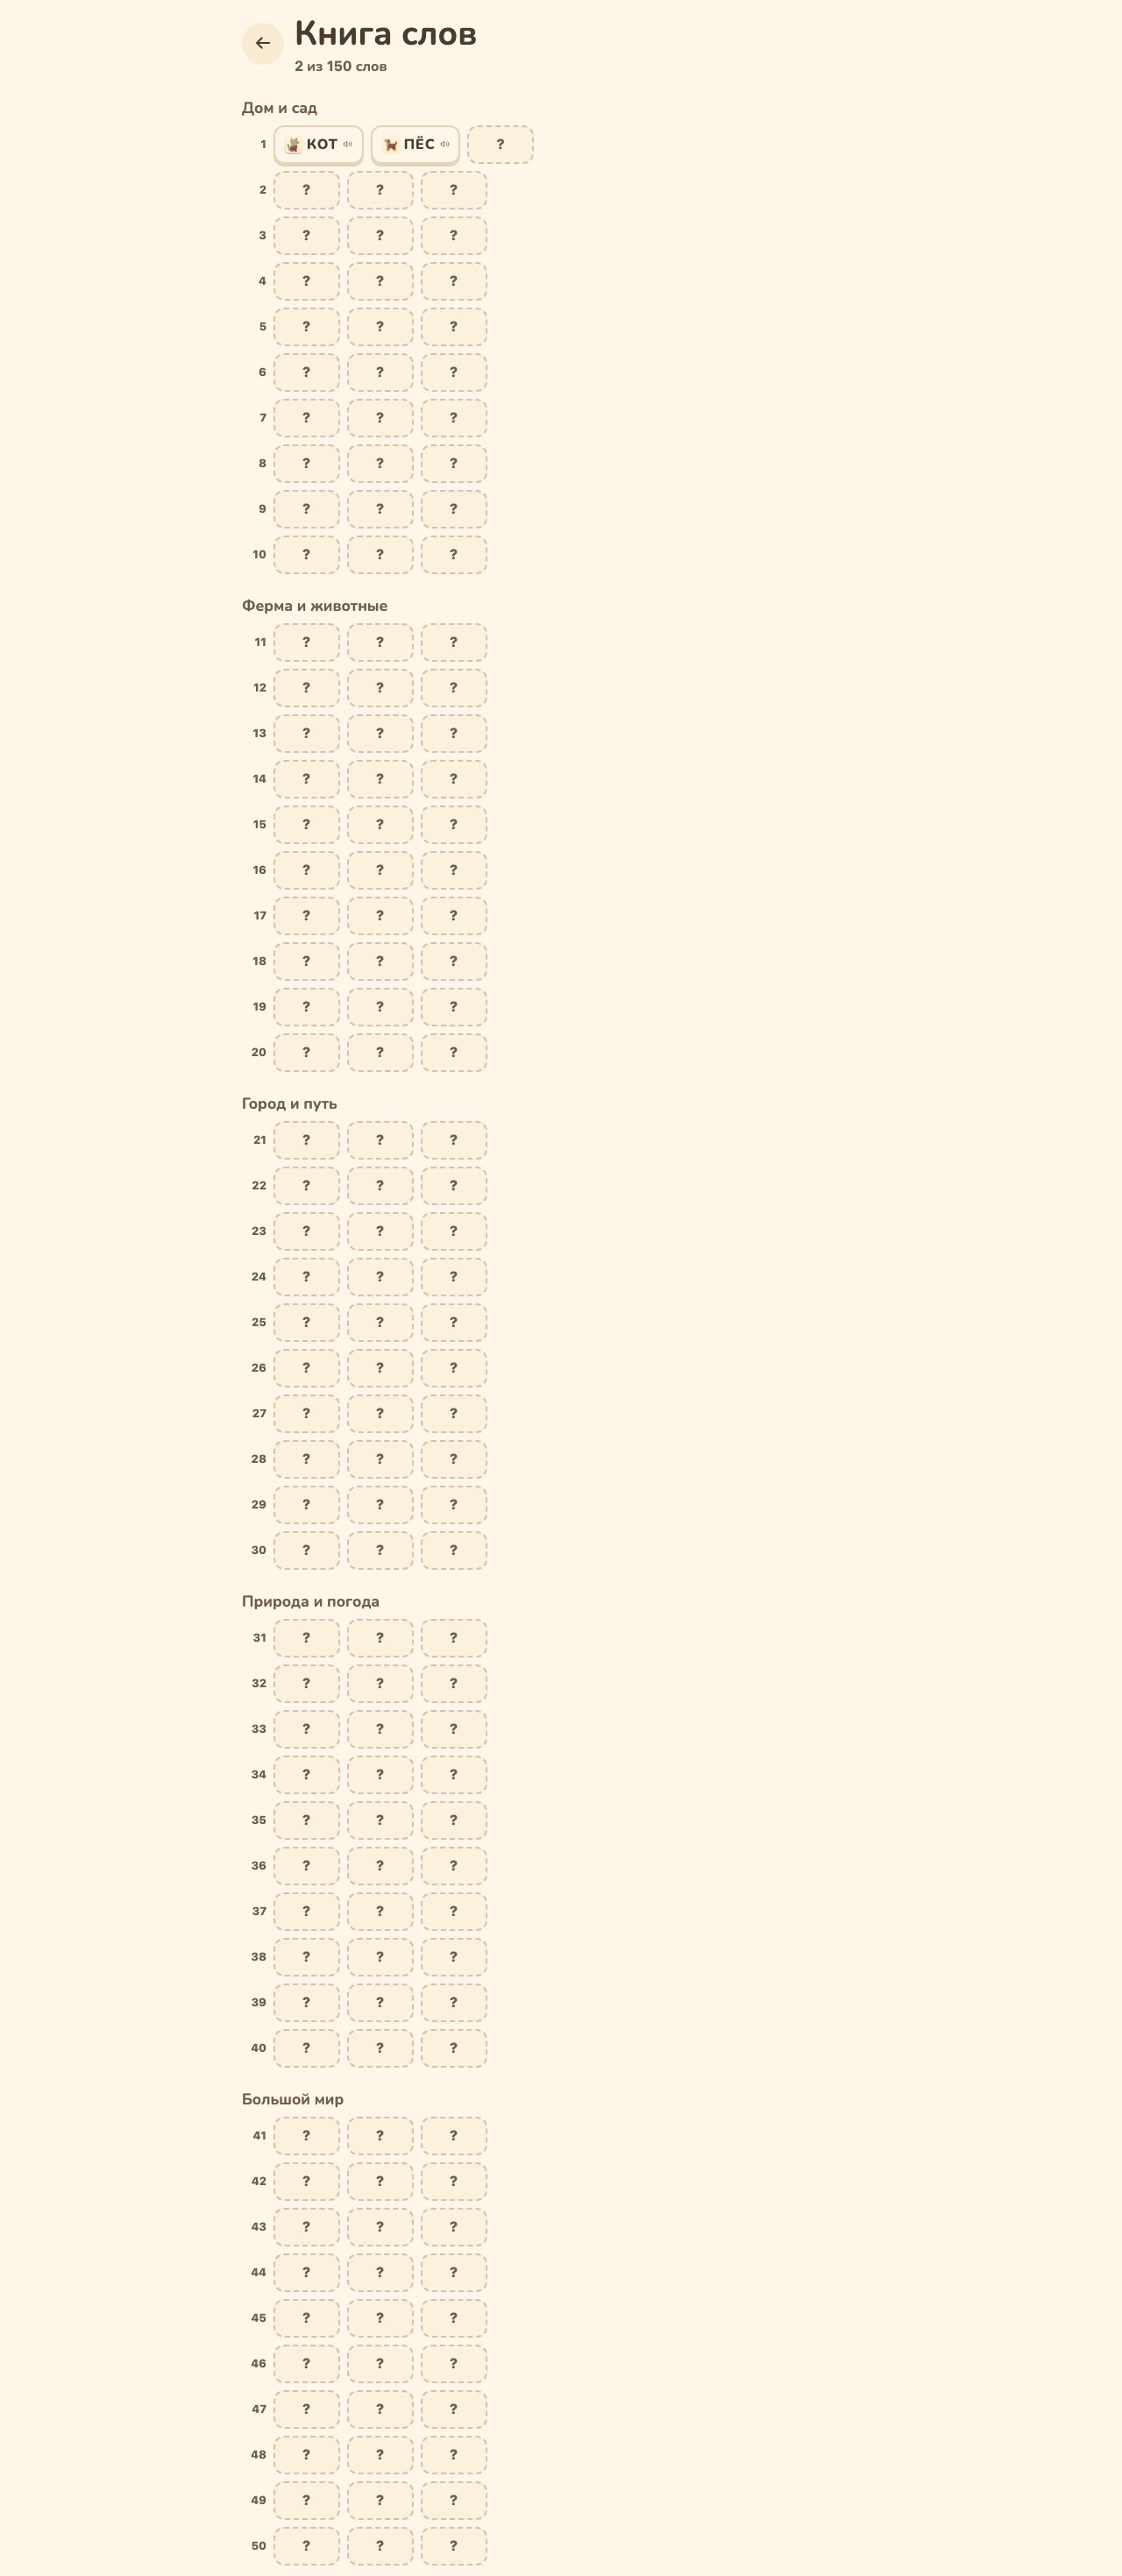 Книга слов
2 из 150 слов
Дом и сад
1 КОТ ПЁС ?
2 ? ? ?
3 ? ? ?
4 ? ? ?
5 ? ? ?
6 ? ? ?
7 ? ? ?
8 ? ? ?
9 ? ? ?
10 ? ? ?
Ферма и животные
11 ? ? ?
12 ? ? ?
13 ? ? ?
14 ? ? ?
15 ? ? ?
16 ? ? ?
17 ? ? ?
18 ? ? ?
19 ? ? ?
20 ? ? ?
Город и путь
21 ? ? ?
22 ? ? ?
23 ? ? ?
24 ? ? ?
25 ? ? ?
26 ? ? ?
27 ? ? ?
28 ? ? ?
29 ? ? ?
30 ? ? ?
Природа и погода
31 ? ? ?
32 ? ? ?
33 ? ? ?
34 ? ? ?
35 ? ? ?
36 ? ? ?
37 ? ? ?
38 ? ? ?
39 ? ? ?
40 ? ? ?
Большой мир
41 ? ? ?
42 ? ? ?
43 ? ? ?
44 ? ? ?
45 ? ? ?
46 ? ? ?
47 ? ? ?
48 ? ? ?
49 ? ? ?
50 ? ? ?